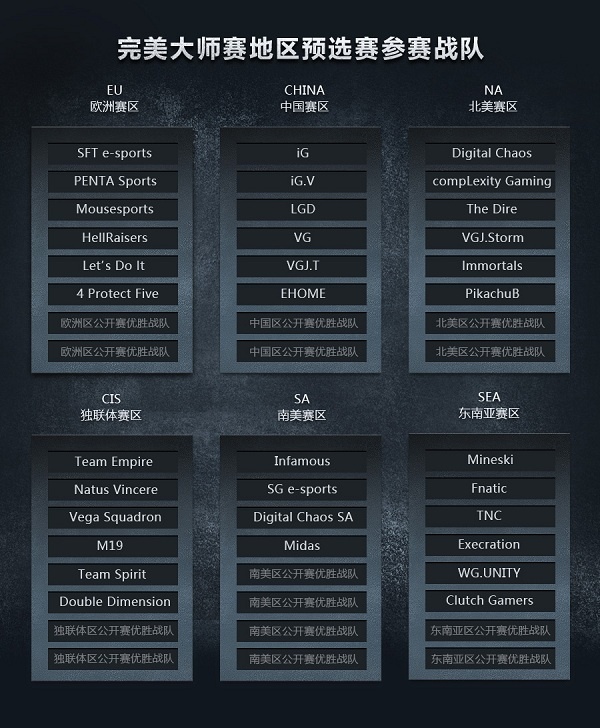 完美大师赛地区预选赛参赛战队
EU
欧洲赛区
SFT e-sports
PENTA Sports
Mousesports
HellRaisers
Let's Do It
4 Protect Five
欧洲区公开赛优胜战队
欧洲区公开赛优胜战队
CHINA
中国赛区
iG
iG.V
LGD
VG
VGJ.T
EHOME
中国区公开赛优胜战队
中国区公开赛优胜战队
NA
北美赛区
Digital Chaos
compLexity Gaming
The Dire
VGJ.Storm
Immortals
PikachuB
北美区公开赛优胜战队
北美区公开赛优胜战队
CIS
独联体赛区
Team Empire
Natus Vincere
Vega Squadron
M19
Team Spirit
Double Dimension
独联体区公开赛优胜战队
独联体区公开赛优胜战队
SA
南美赛区
Infamous
SG e-sports
Digital Chaos SA
Midas
南美区公开赛优胜战队
南美区公开赛优胜战队
南美区公开赛优胜战队
南美区公开赛优胜战队
SEA
东南亚赛区
Mineski
Fnatic
TNC
Execration
WG.UNITY
Clutch Gamers
东南亚区公开赛优胜战队
东南亚区公开赛优胜战队